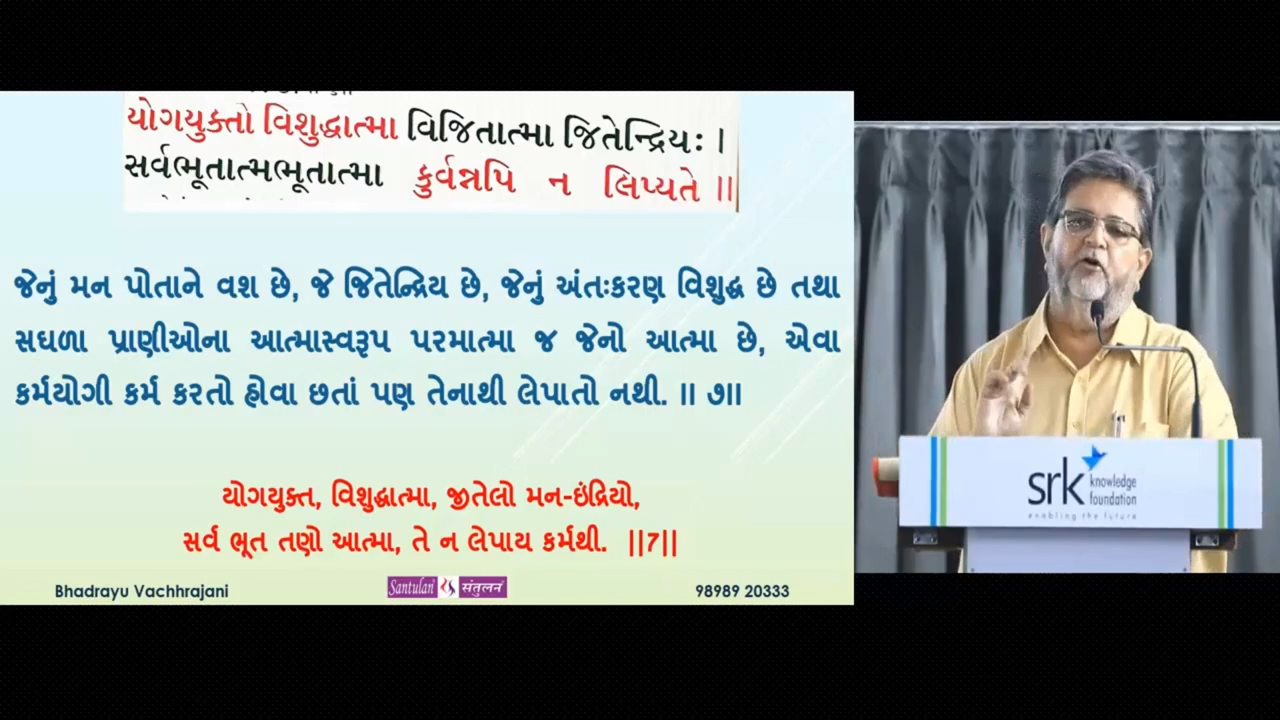 યોગયુક્તો વિશુદ્ધાત્મા વિજિતાત્મા જિતેન્દ્રિયઃ ।
સર્વભૂતાત્મભૂતાત્મા કુર્વન્નપિ ન લિપ્યતે ॥
જેનું મન પોતાને વશ છે, જે જિતેન્દ્રિય છે, જેનું અંતઃકરણ વિશુદ્ધ છે તથા
સઘળા પ્રાણીઓના આત્માસ્વરૂપ પરમાત્મા જ જેનો આત્મા છે, એવા
કર્મયોગી કર્મ કરતો હોવા છતાં પણ તેનાથી લેપાતો નથી. ॥ ૭॥
યોગયુક્ત, વિશુદ્ધાત્મા, જીતેલો મન-ઇંદ્રિયો,
સર્વ ભૂત તણો આત્મા, તે ન લેપાય કર્મથી. ||7||
Bhadrayu Vachhrajani
Santulan સંતુલન
98989 20333
srk knowledge
foundation
enabling the future